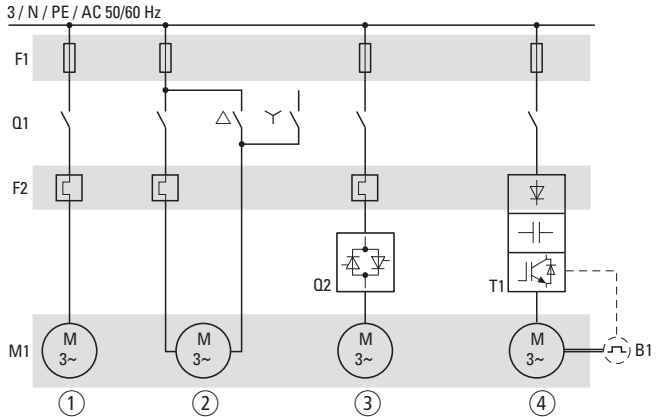 3 / N / PE / AC 50/60 Hz
F1
Q1
F2
Q2
T1
M1
M
3~
M
3~
M
3~
M
3~
B1
1
2
3
4